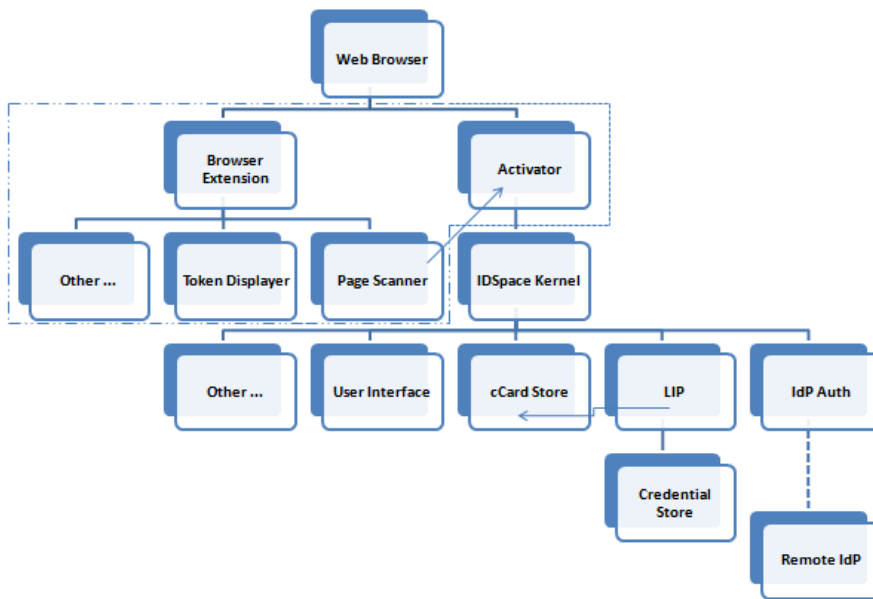 Web Browser
Browser
Extension
Activator
Other ...
Token Displayer
Page Scanner
IDSpace Kernel
Other ...
User Interface
cCard Store
LIP
IdP Auth
Credential
Store
Remote IdP